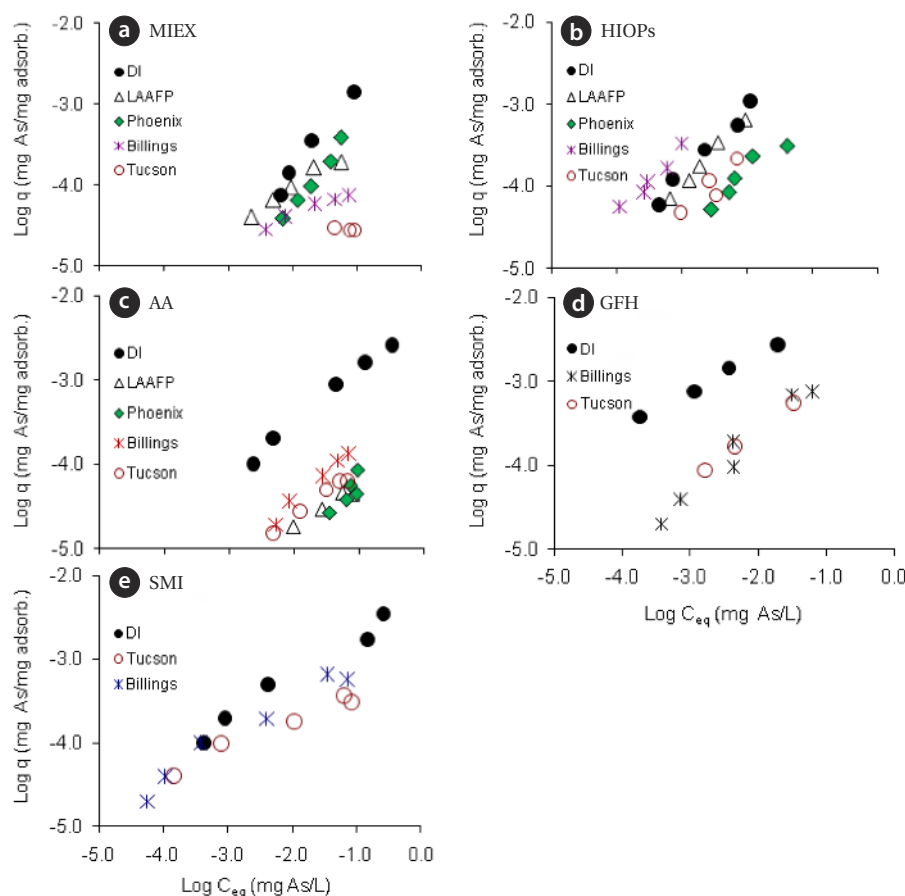 a MIEX
-2.0
-3.0
-4.0
-5.0
Log q (mg As/mg adsorb.)
DI
LAAFP
Phoenix
Billings
Tucson
b HIOPs
-2.0
-3.0
-4.0
-5.0
Log q (mg As/mg adsorb.)
DI
LAAFP
Phoenix
Billings
Tucson
c AA
-2.0
-3.0
-4.0
-5.0
Log q (mg As/mg adsorb.)
DI
LAAFP
Phoenix
Billings
Tucson
d GFH
-2.0
-3.0
-4.0
-5.0
Log q (mg As/mg adsorb.)
DI
Billings
Tucson
-5.0 -4.0 -3.0 -2.0 -1.0 0.0
Log Ceq (mg As/L)
e SMI
-2.0
-3.0
-4.0
-5.0
Log q (mg As/mg adsorb.)
DI
Tucson
Billings
-5.0 -4.0 -3.0 -2.0 -1.0 0.0
Log Ceq (mg As/L)